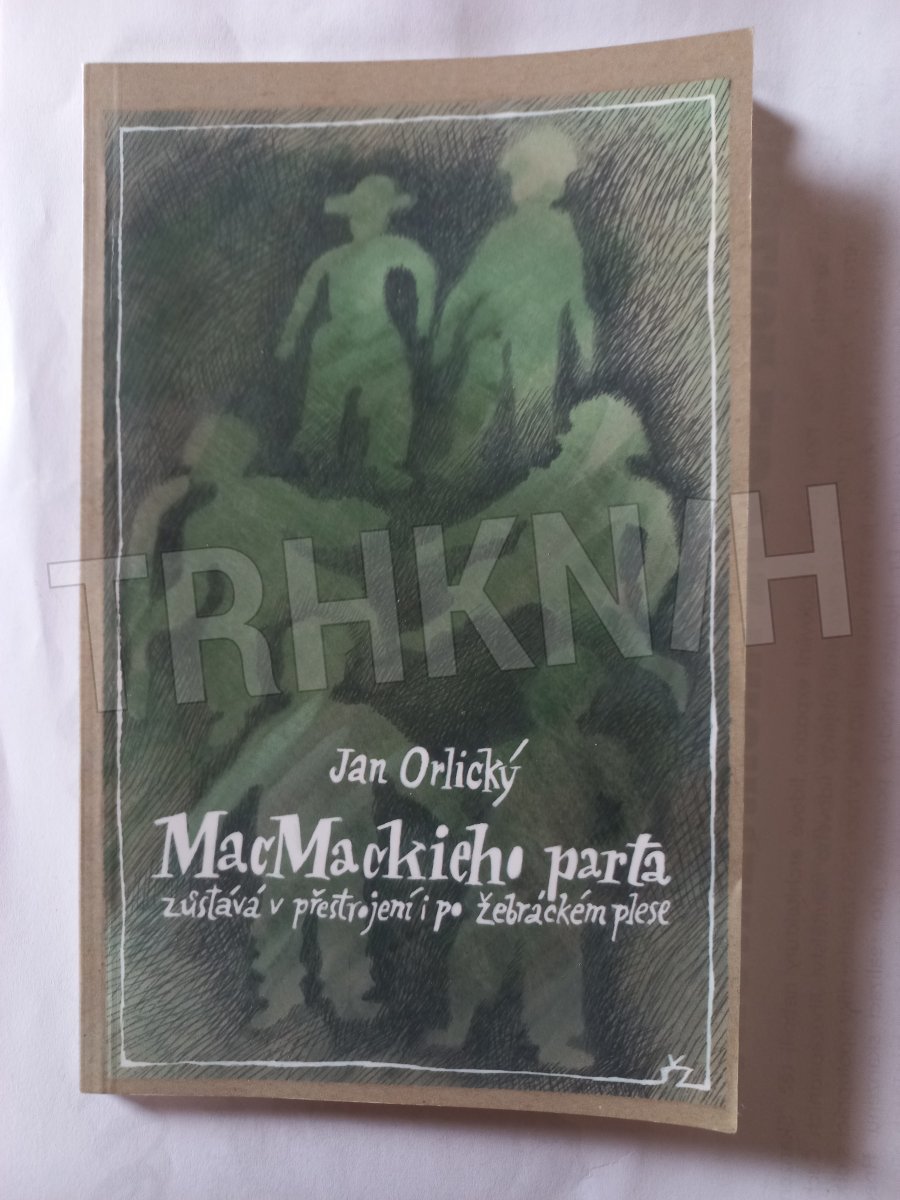 TRHKNIH
Jan Orlický
MacMackieho parta
zůstává v přestrojení i po žebráckém plese